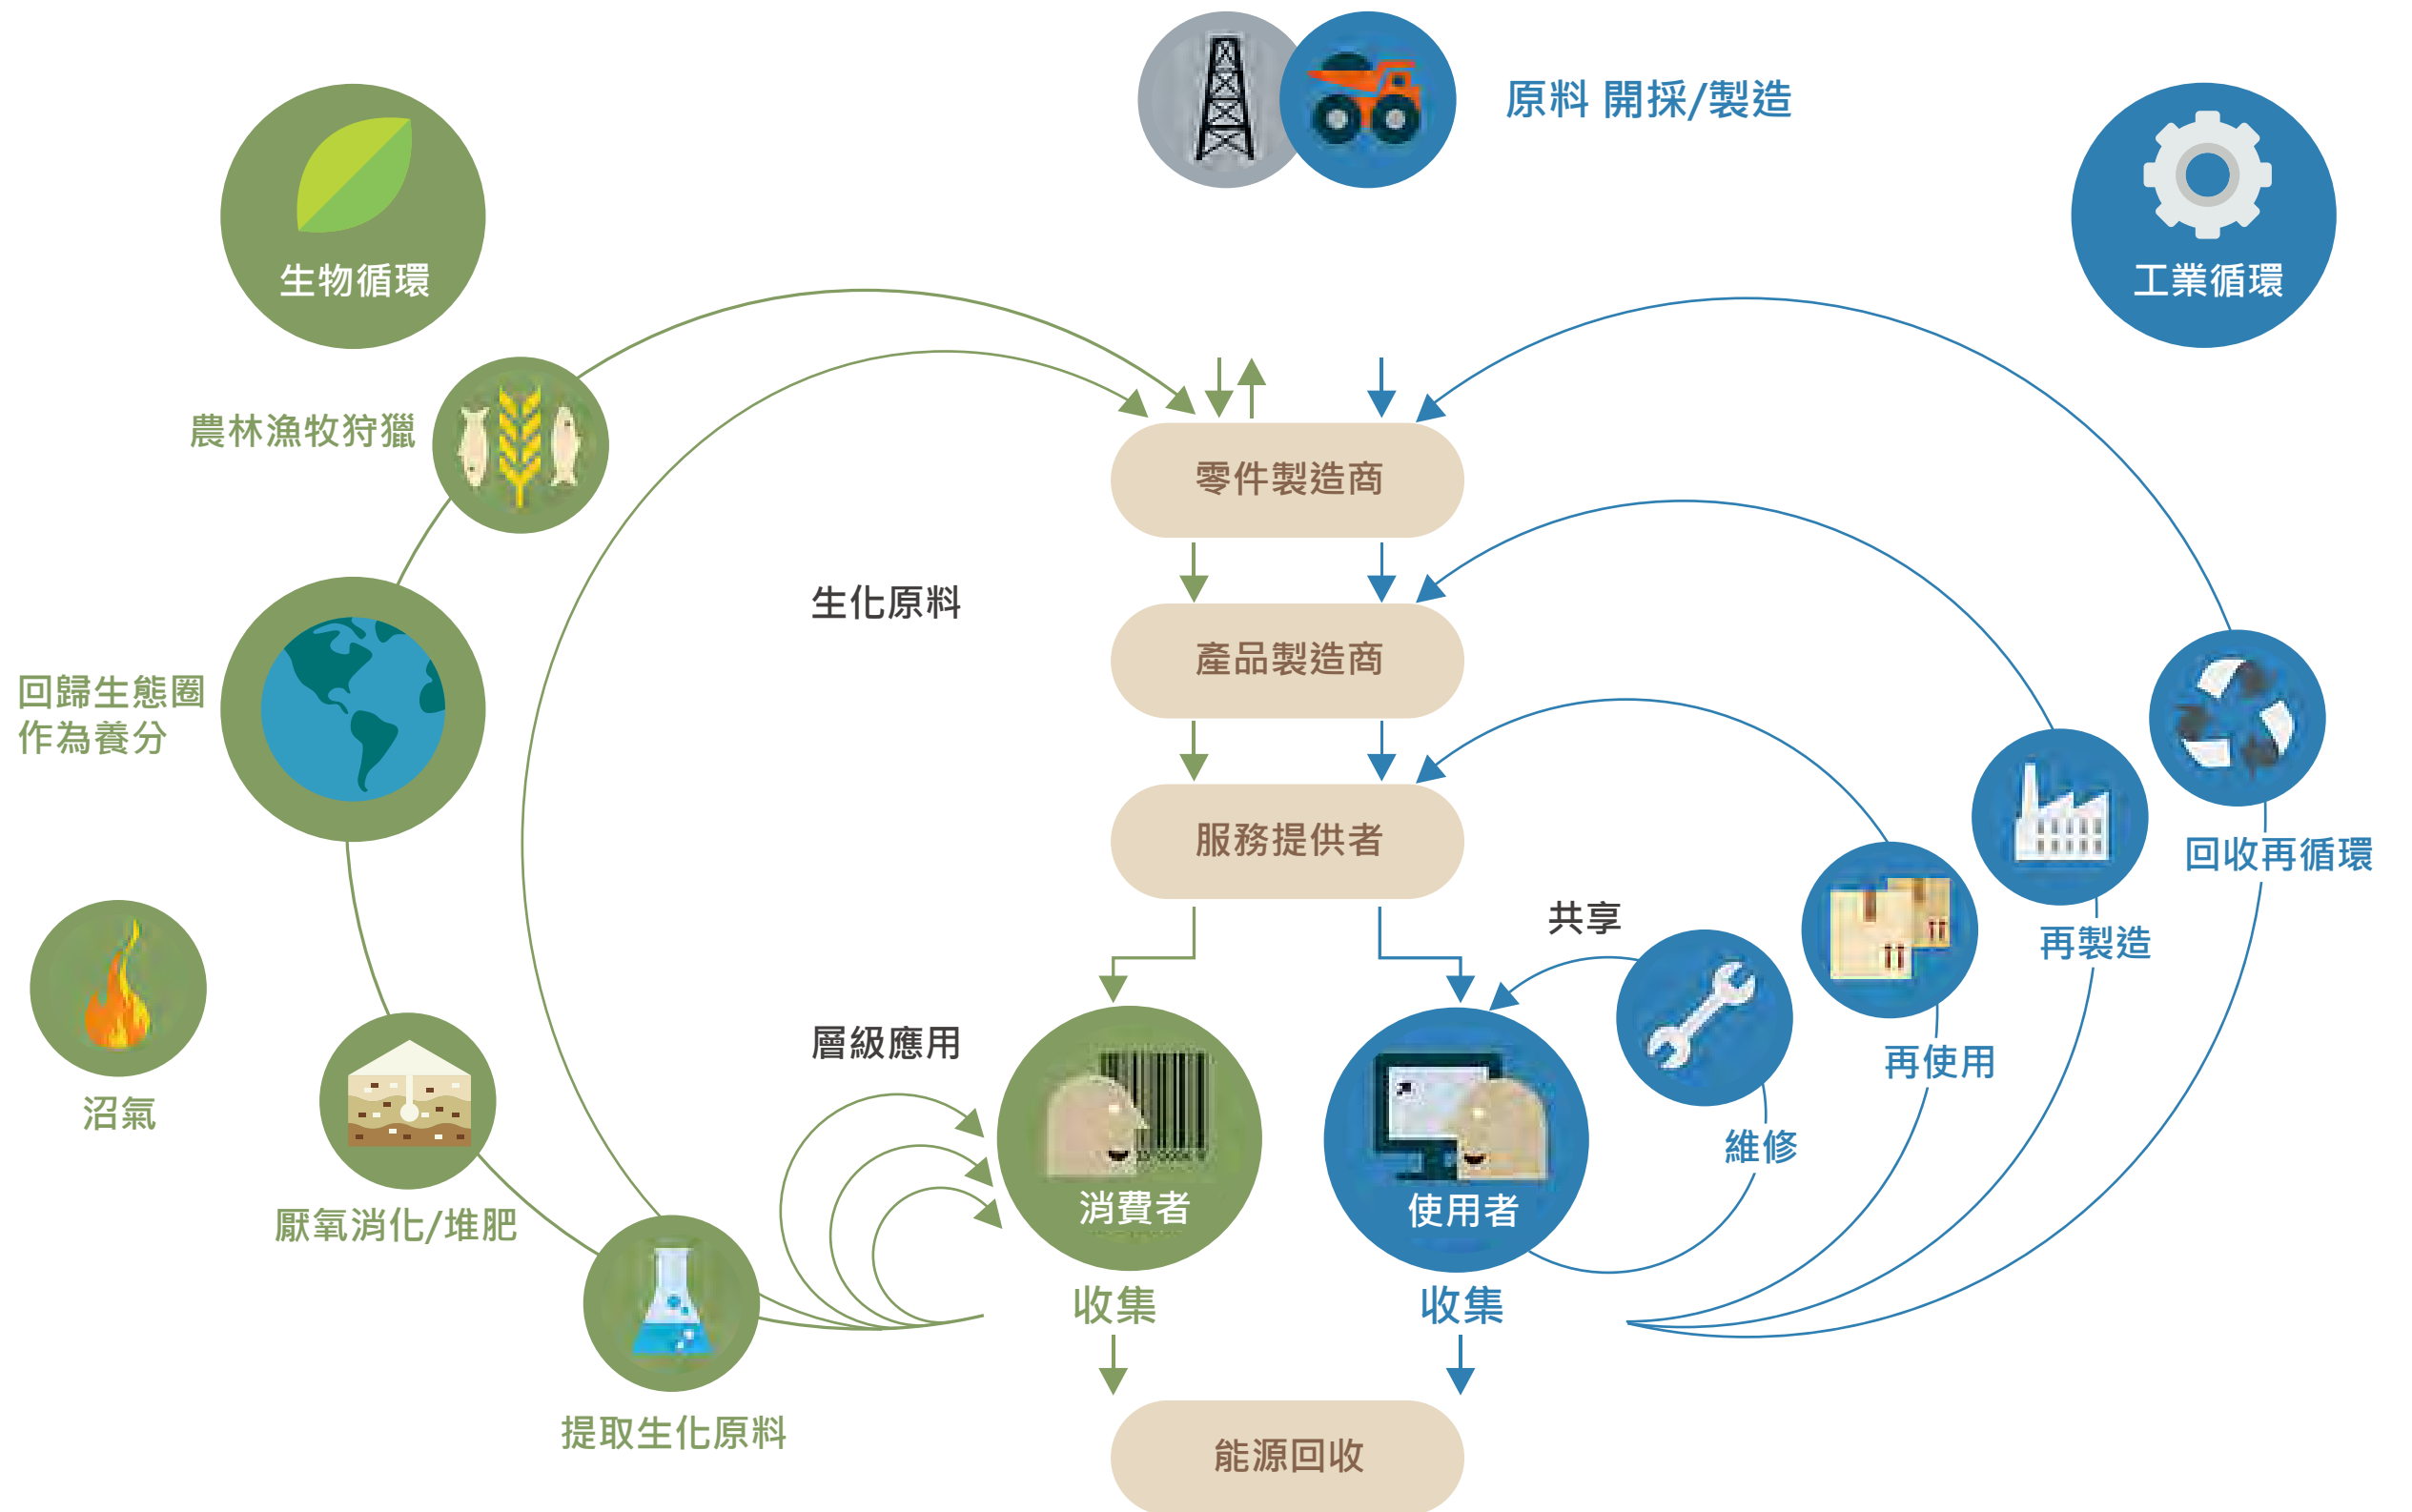 原料 開採/製造
生物循環
工業循環
農林漁牧狩獵
零件製造商
生化原料
產品製造商
回歸生態圈
作為養分
服務提供者
回收再循環
共享
再製造
層級應用
再使用
沼氣
維修
消費者
使用者
厭氧消化/堆肥
收集
收集
提取生化原料
能源回收